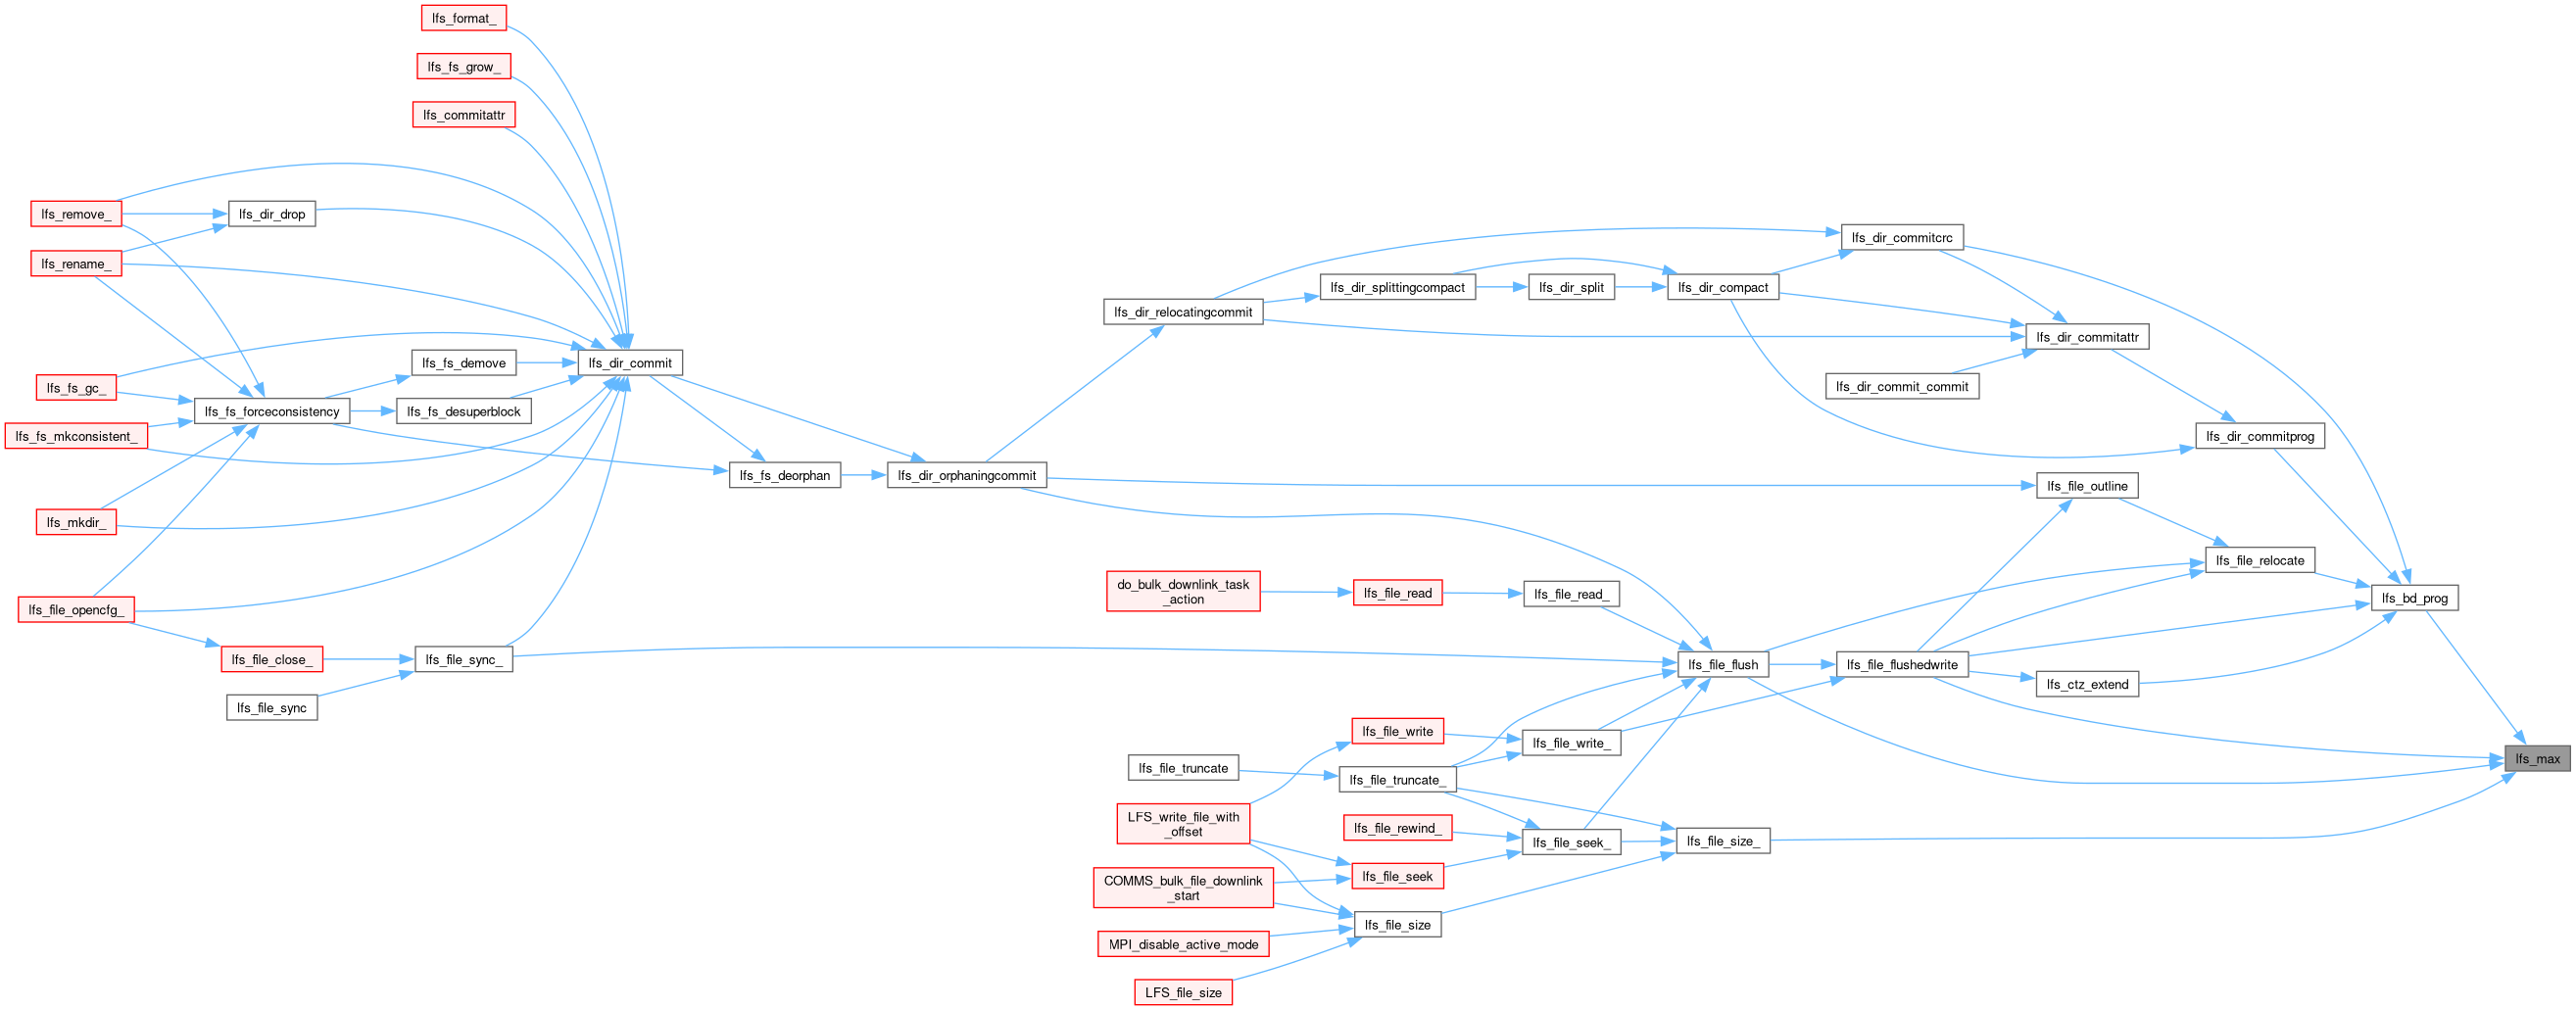 lfs_format_
lfs_fs_grow_
lfs_commitattr
lfs_remove_
lfs_dir_drop
lfs_rename_
lfs_fs_gc_
lfs_fs_mkconsistent_
lfs_mkdir_
lfs_file_opencfg_
lfs_fs_forceconsistency
lfs_fs_demove
lfs_fs_desuperblock
lfs_dir_commit
lfs_file_close_
lfs_file_sync_
lfs_file_sync
lfs_fs_deorphan
lfs_dir_orphaningcommit
lfs_dir_relocatingcommit
lfs_dir_splittingcompact
lfs_dir_split
lfs_dir_compact
lfs_dir_commitcrc
lfs_dir_commitattr
lfs_dir_commit_commit
lfs_dir_commitprog
lfs_file_outline
lfs_file_relocate
lfs_bd_prog
do_bulk_downlink_task
_action
lfs_file_read
lfs_file_read_
lfs_file_flush
lfs_file_flushedwrite
lfs_ctz_extend
lfs_max
lfs_file_write
lfs_file_write_
lfs_file_truncate
lfs_file_truncate_
LFS_write_file_with
_offset
lfs_file_rewind_
lfs_file_seek_
lfs_file_size_
COMMS_bulk_file_downlink
_start
lfs_file_seek
lfs_file_size
MPI_disable_active_mode
LFS_file_size